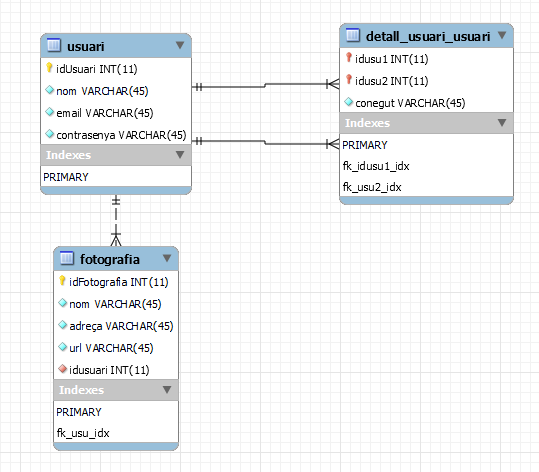 usuari
idUsuari INT(11)
nom VARCHAR(45)
email VARCHAR(45)
contrasenya VARCHAR(45)
Indexes
PRIMARY
detall_usuari_usuari
idusu1 INT(11)
idusu2 INT(11)
conegut VARCHAR(45)
Indexes
PRIMARY
fk_idusu1_idx
fk_usu2_idx
fotografia
idFotografia INT(11)
nom VARCHAR(45)
adreça VARCHAR(45)
url VARCHAR(45)
idusuari INT(11)
Indexes
PRIMARY
fk_usu_idx